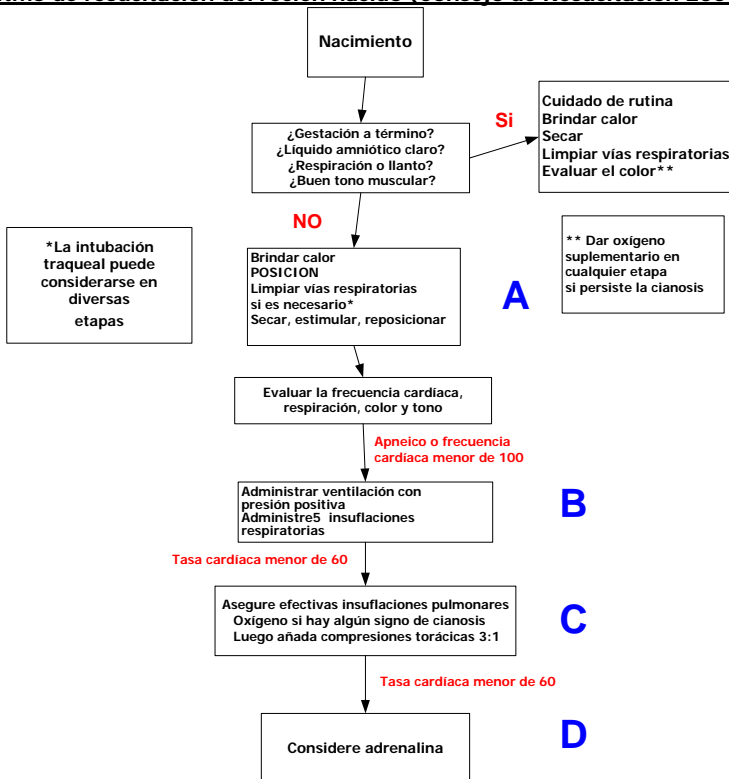 Nacimiento
¿Gestación a término?
¿Líquido amniótico claro?
¿Respiración o llanto?
¿Buen tono muscular?
Si
Cuidado de rutina
Brindar calor
Secar
Limpiar vías respiratorias
Evaluar el color**
NO
*La intubación
traqueal puede
considerarse en
diversas
etapas
Brindar calor
POSICION
Limpiar vías respiratorias
si es necesario*
Secar, estimular, reposicionar
A
** Dar oxígeno
suplementario en
cualquier etapa
si persiste la cianosis
Evaluar la frecuencia cardíaca,
respiración, color y tono
Apneico o frecuencia
cardíaca menor de 100
Administrar ventilación con
presión positiva
Administre5 insuflaciones
respiratorias
B
Tasa cardíaca menor de 60
Asegure efectivas insuflaciones pulmonares
Oxígeno si hay algún signo de cianosis
Luego añada compresiones torácicas 3:1
C
Tasa cardíaca menor de 60
Considere adrenalina
D